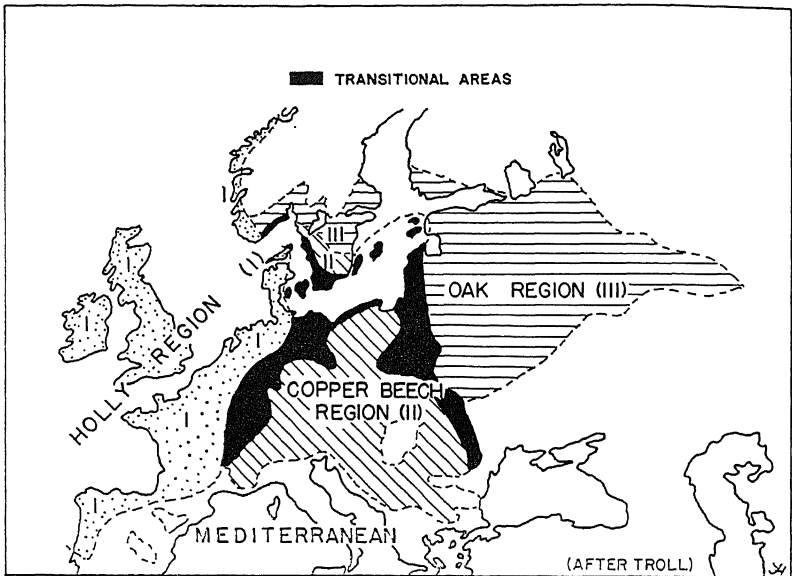 TRANSITIONAL AREAS
I
III
II
I
I
HOLLY REGION (I)
I
OAK REGION (III)
COPPER BEECH
REGION (II)
I
I
MEDITERRANEAN
(AFTER TROLL)